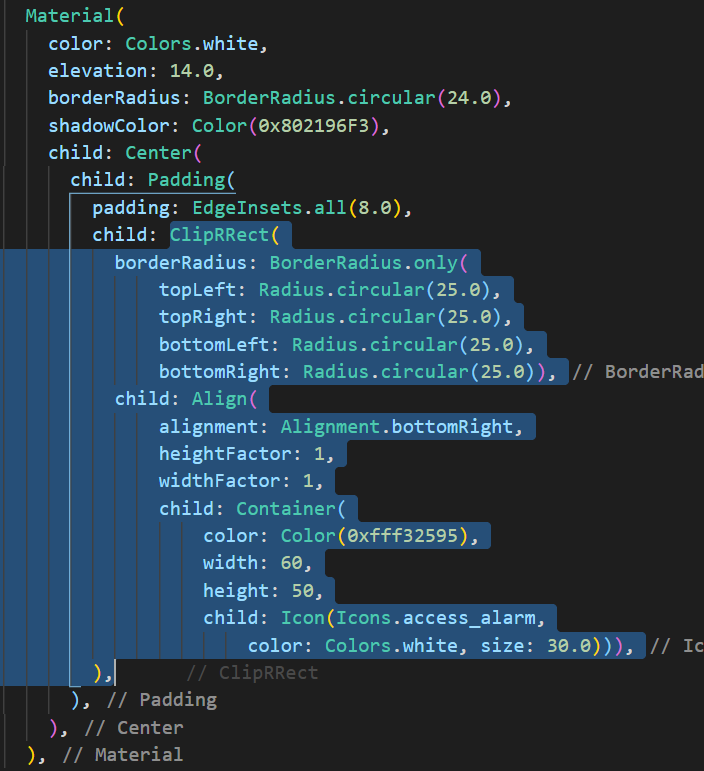 Material(
color: Colors.white,
elevation: 14.0,
borderRadius: BorderRadius.circular(24.0),
shadowColor: Color(0x802196F3),
child: Center(
child: Padding(
padding: EdgeInsets.all(8.0),
child: ClipRRect(
borderRadius: BorderRadius.only(
topLeft: Radius.circular(25.0),
topRight: Radius.circular(25.0),
bottomLeft: Radius.circular(25.0),
bottomRight: Radius.circular(25.0)), // BorderRad
child: Align(
alignment: Alignment.bottomRight,
heightFactor: 1,
widthFactor: 1,
child: Container(
color: Color(0xfff32595),
width: 60,
height: 50,
child: Icon(Icons.access_alarm,
color: Colors.white, size: 30.0))), // Ic
), // ClipRRect
), // Padding
), // Center
), // Material